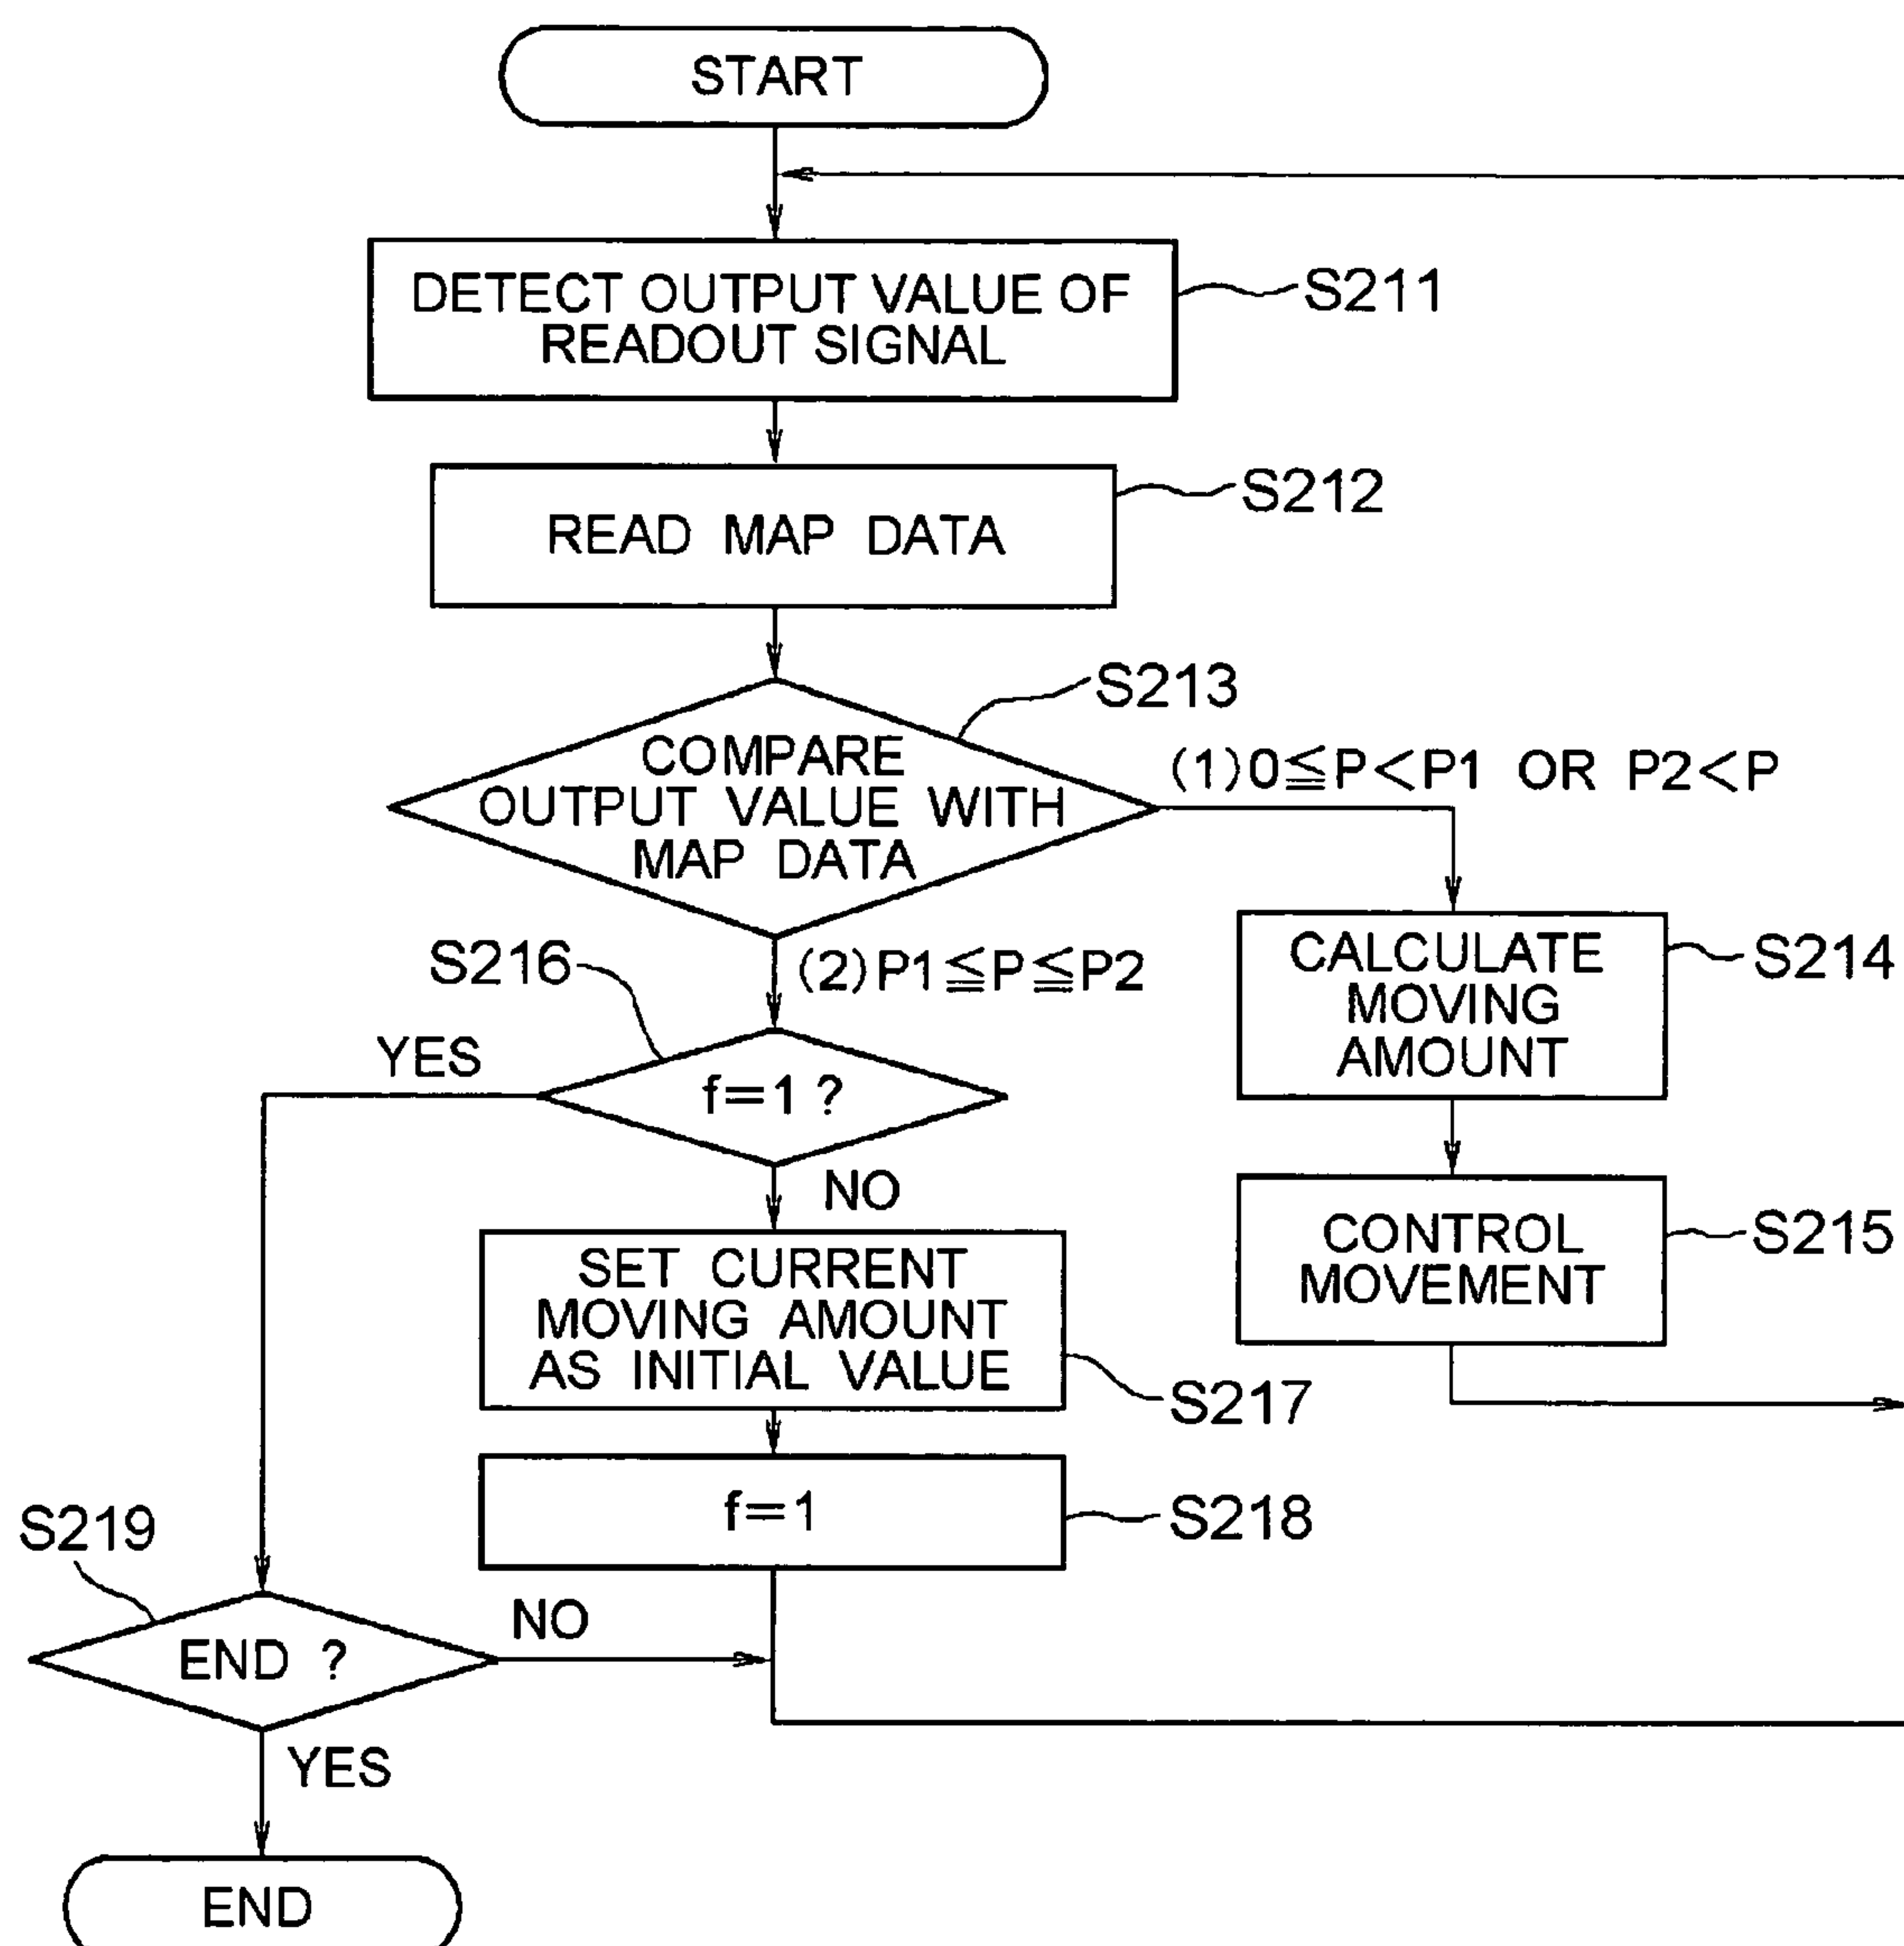 START
DETECT OUTPUT VALUE OF
READOUT SIGNAL
S211
READ MAP DATA
S212
S213
COMPARE
OUTPUT VALUE WITH
MAP DATA
(1)0≦P<P1 OR P2<P
S216
(2)P1≦P≦P2
CALCULATE
MOVING
AMOUNT
S214
YES
f=1 ?
NO
CONTROL
MOVEMENT
S215
SET CURRENT
MOVING AMOUNT
AS INITIAL VALUE
S217
f=1
S218
S219
END ?
NO
YES
END